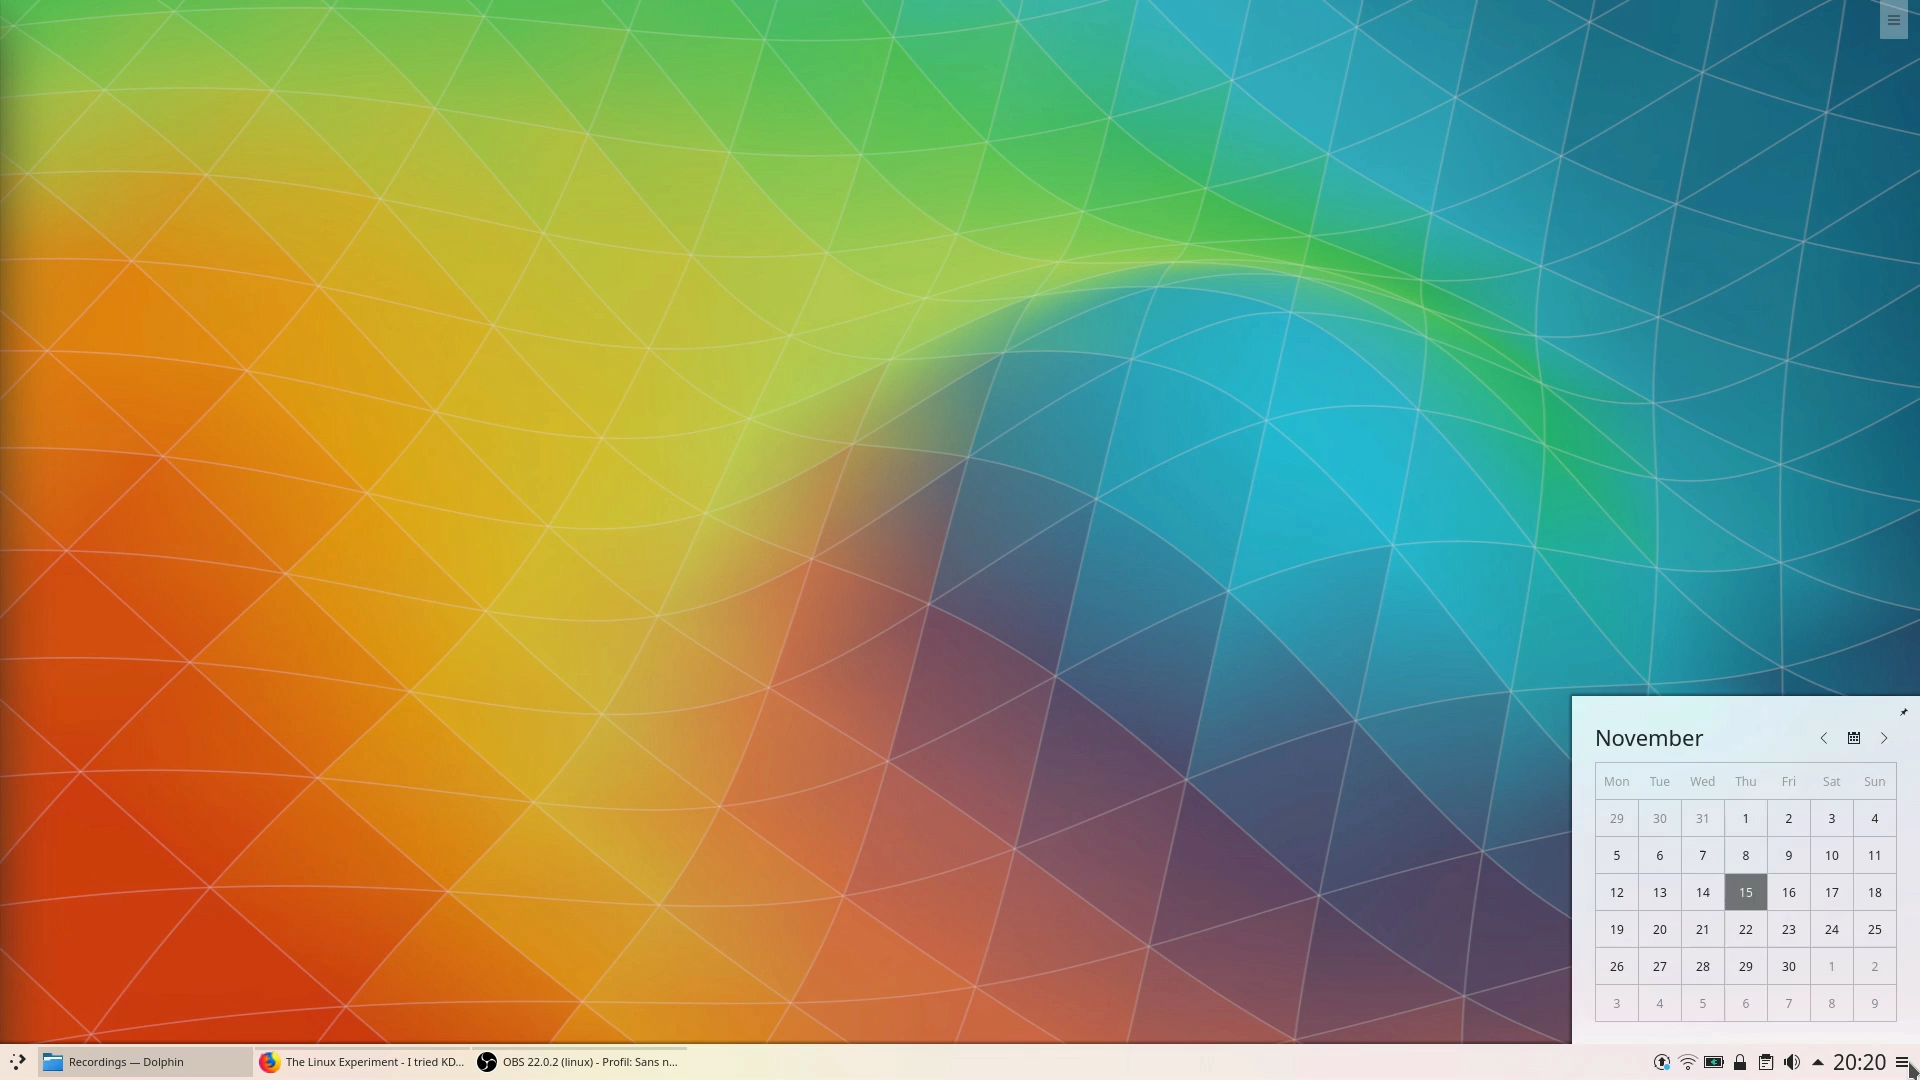 November
Mon Tue Wed Thu Fri Sat Sun
29 30 31 1 2 3 4
5 6 7 8 9 10 11
12 13 14 15 16 17 18
19 20 21 22 23 24 25
26 27 28 29 30 1 2
3 4 5 6 7 8 9
Recordings — Dolphin The Linux Experiment - I tried KD... OBS 22.0.2 (linux) - Profil: Sans n... 20:20